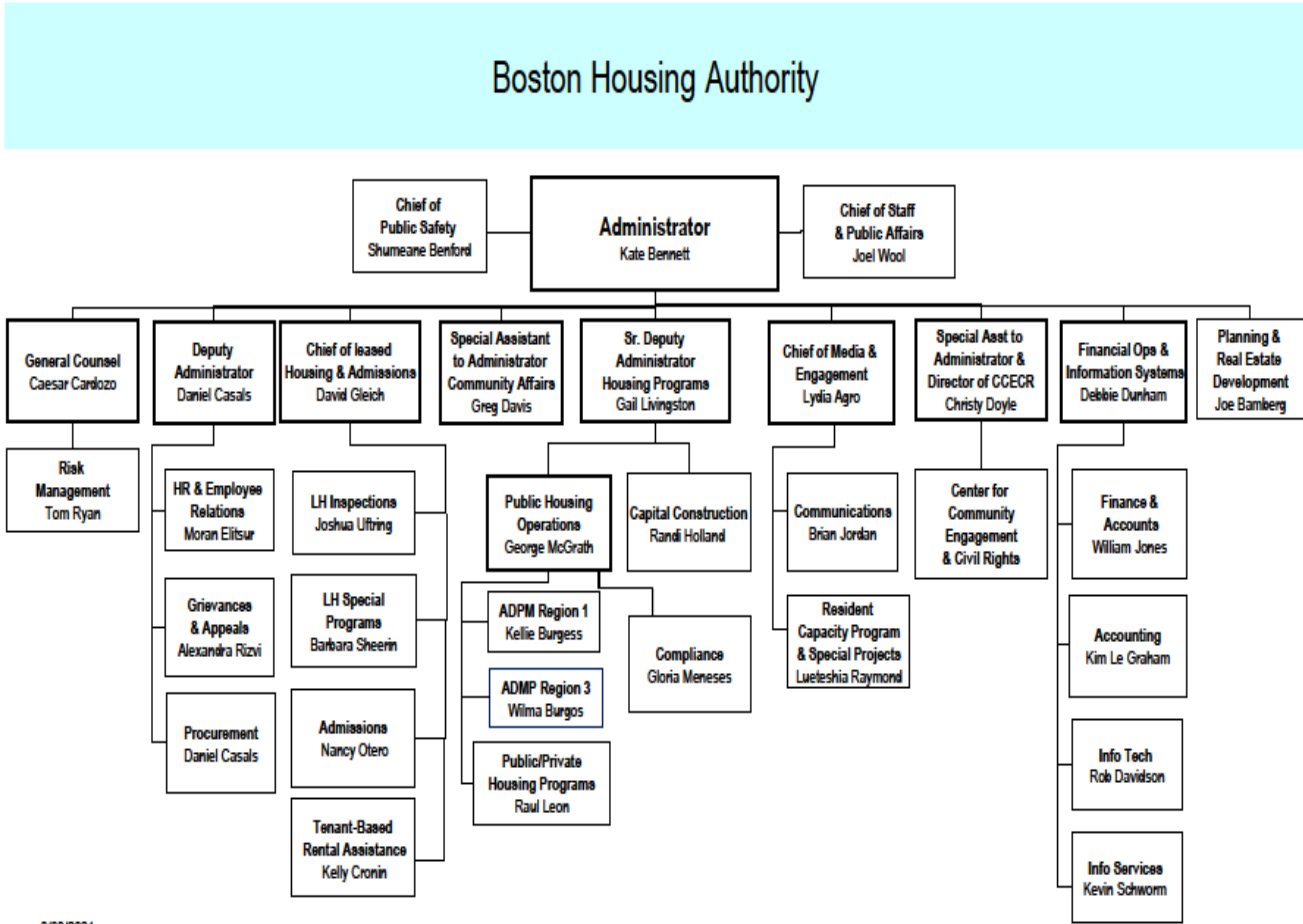 Boston Housing Authority
Chief of
Public Safety
Shumeane Benford
Administrator
Kate Bennett
Chief of Staff
& Public Affairs
Joel Wool
General Counsel
Caesar Cardozo
Deputy
Administrator
Daniel Casals
Chief of leased
Housing & Admissions
David Gleich
Special Assistant
to Administrator
Community Affairs
Greg Davis
Sr. Deputy
Administrator
Housing Programs
Gail Livingston
Chief of Media &
Engagement
Lydia Agro
Special Asst to
Administrator &
Director of CCECR
Christy Doyle
Financial Ops &
Information Systems
Debbie Dunham
Planning &
Real Estate
Development
Joe Bamberg
Risk
Management
Tom Ryan
HR & Employee
Relations
Moran Elitsur
Grievances
& Appeals
Alexandra Rizvi
Procurement
Daniel Casals
LH Inspections
Joshua Uftring
LH Special
Programs
Barbara Sheerin
Admissions
Nancy Otero
Tenant-Based
Rental Assistance
Kelly Cronin
Public Housing
Operations
George McGrath
Capital Construction
Randi Holland
ADPM Region 1
Kellie Burgess
ADMP Region 3
Wilma Burgos
Public/Private
Housing Programs
Raul Leon
Compliance
Gloria Meneses
Communications
Brian Jordan
Resident
Capacity Program
& Special Projects
Lueteshia Raymond
Center for
Community
Engagement
& Civil Rights
Finance &
Accounts
William Jones
Accounting
Kim Le Graham
Info Tech
Rob Davidson
Info Services
Kevin Schworm